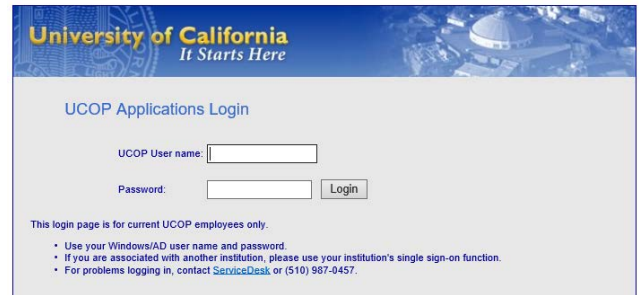 University of California
It Starts Here
UCOP Applications Login
UCOP User name:
Password:
Login
This login page is for current UCOP employees only.
• Use your Windows/AD user name and password.
• If you are associated with another institution, please use your institution's single sign-on function.
• For problems logging in, contact ServiceDesk or (510) 987-0457.